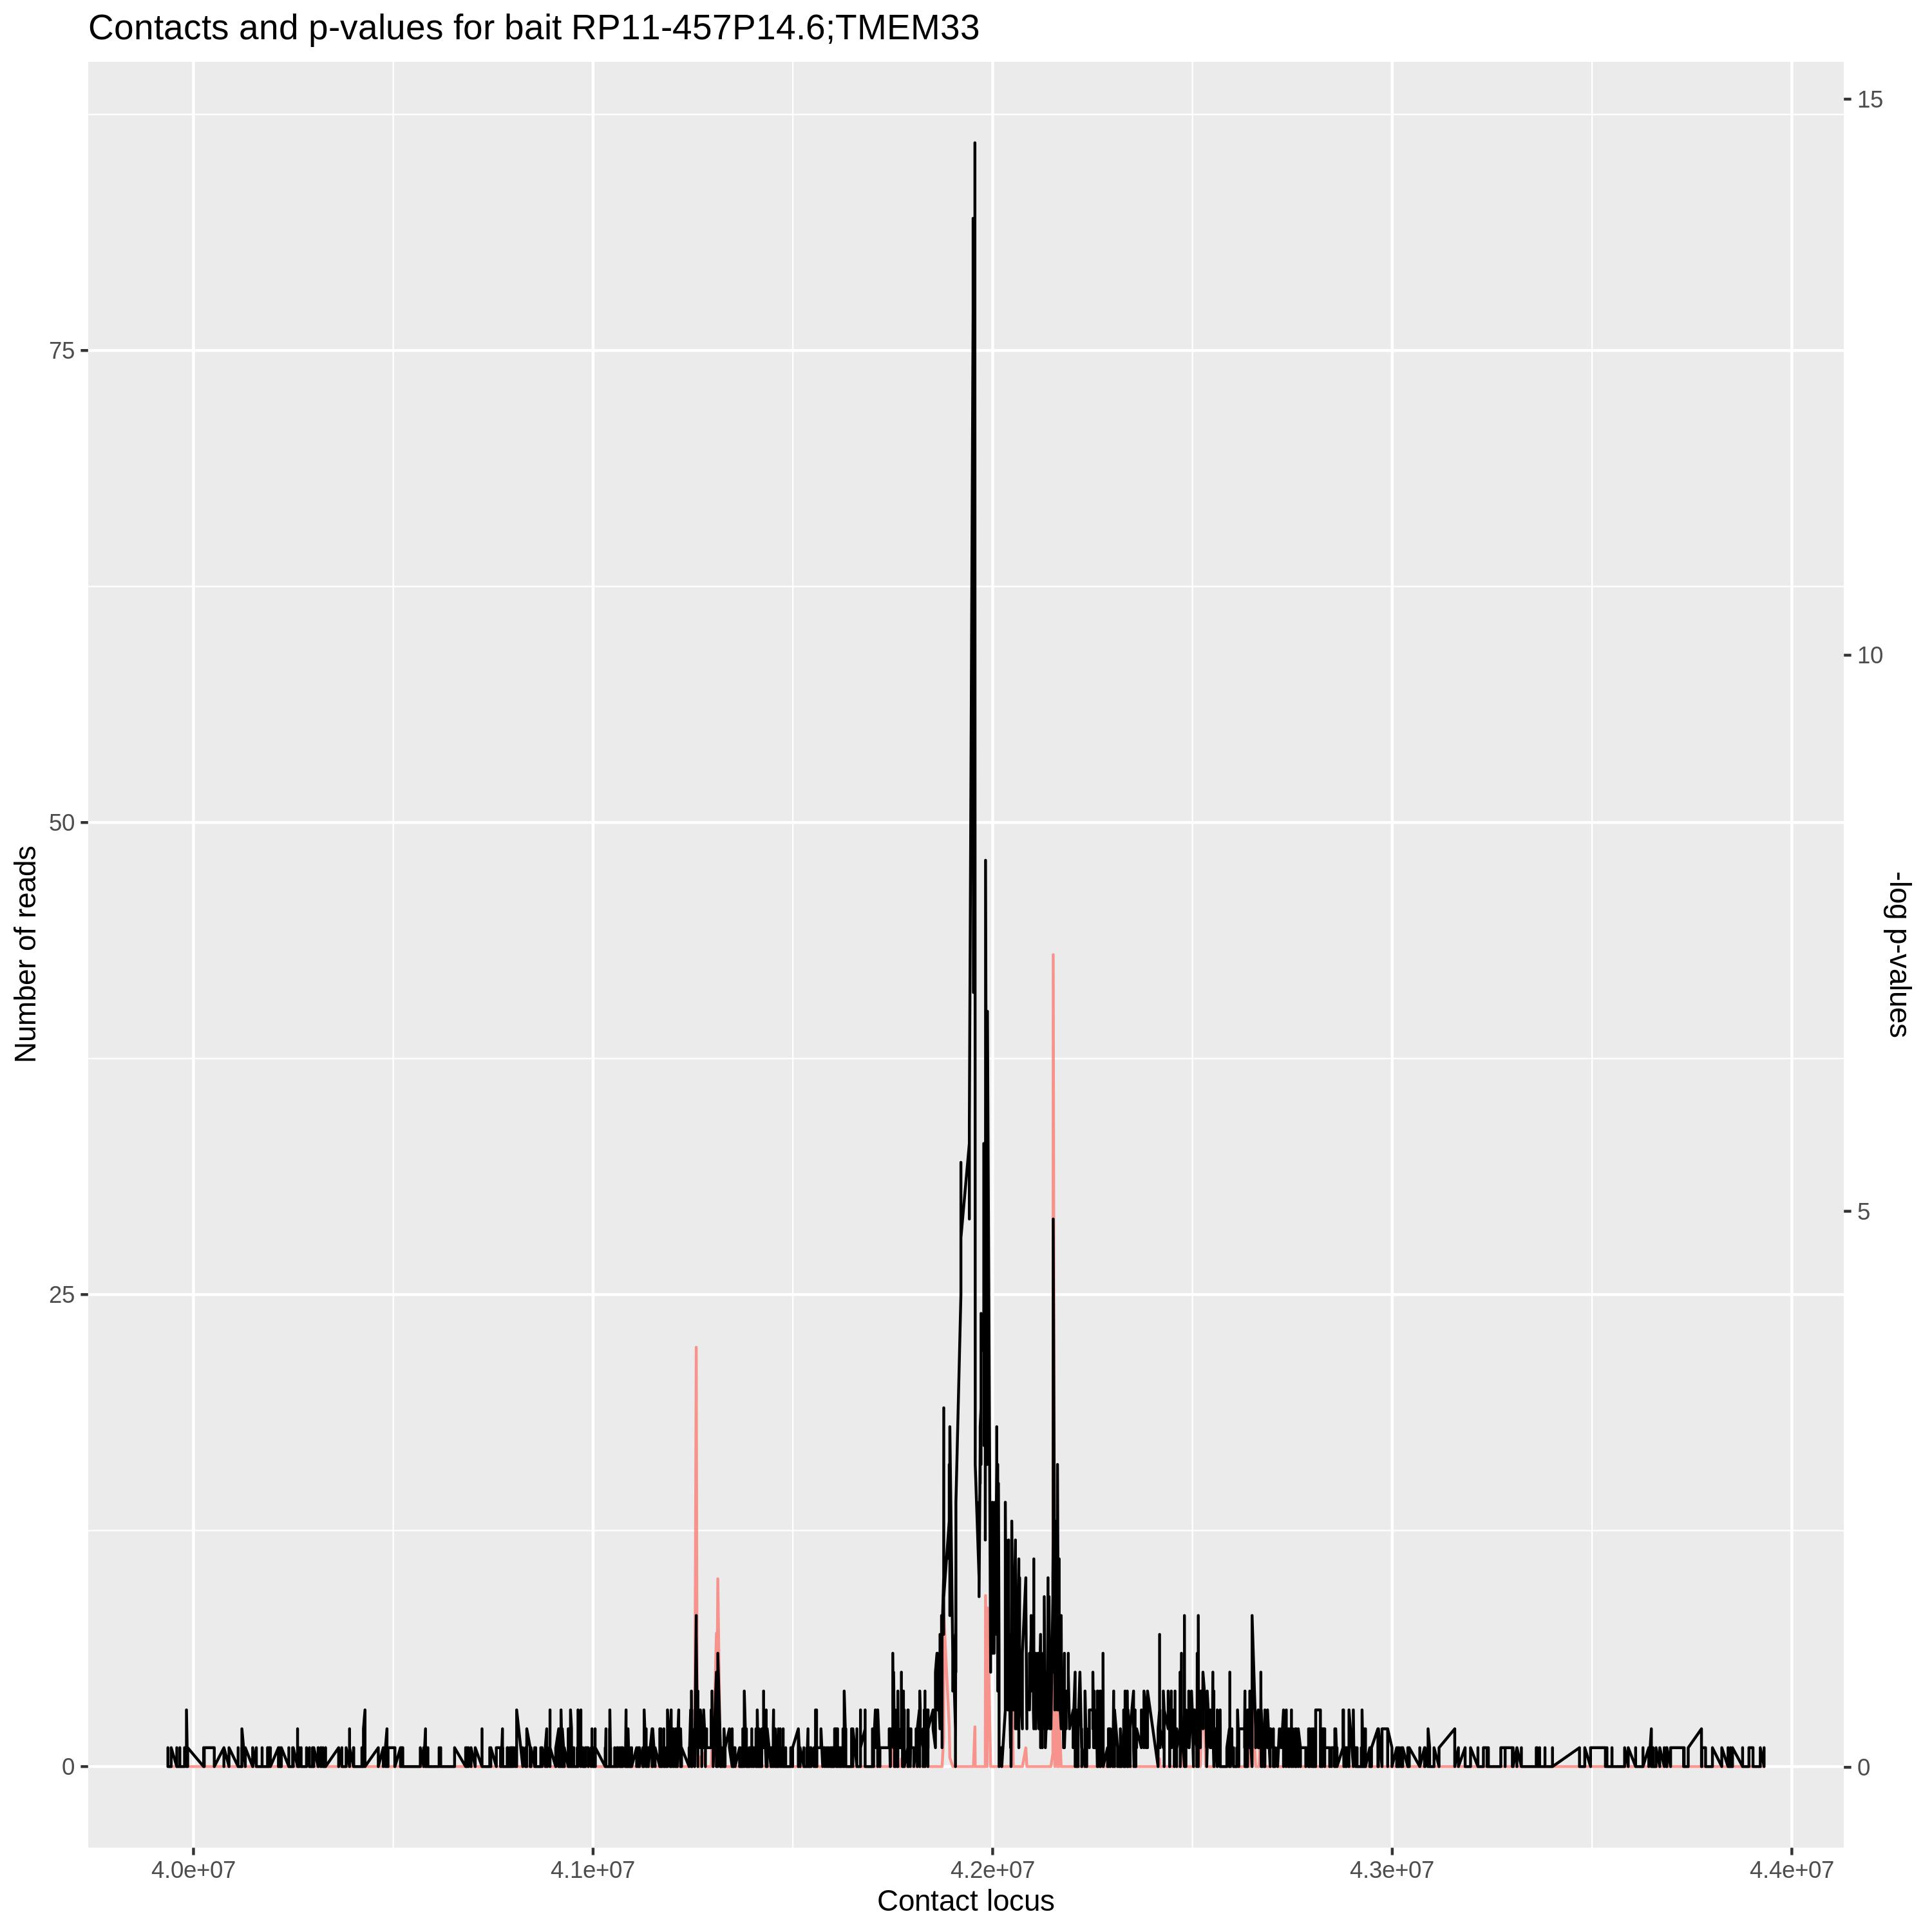 Contacts and p-values for bait RP11-457P14.6;TMEM33
Number of reads
75
50
25
0
15
10
5
0
-log p-values
4.0e+07
4.1e+07
4.2e+07
4.3e+07
4.4e+07
Contact locus